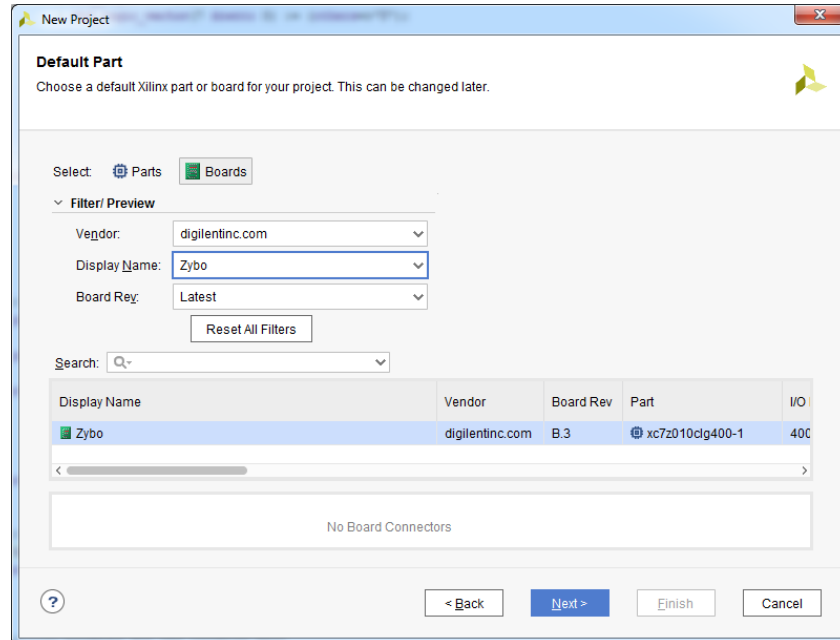 New Project
Default Part
Choose a default Xilinx part or board for your project. This can be changed later.
Select: Parts Boards
Filter/ Preview
Vendor: digilentinc.com
Display Name: Zybo
Board Rev: Latest
Reset All Filters
Search: Q-
Display Name Vendor Board Rev Part I/O
Zybo digilentinc.com B.3 xc7z010clg400-1 400
No Board Connectors
? < Back Next > Finish Cancel